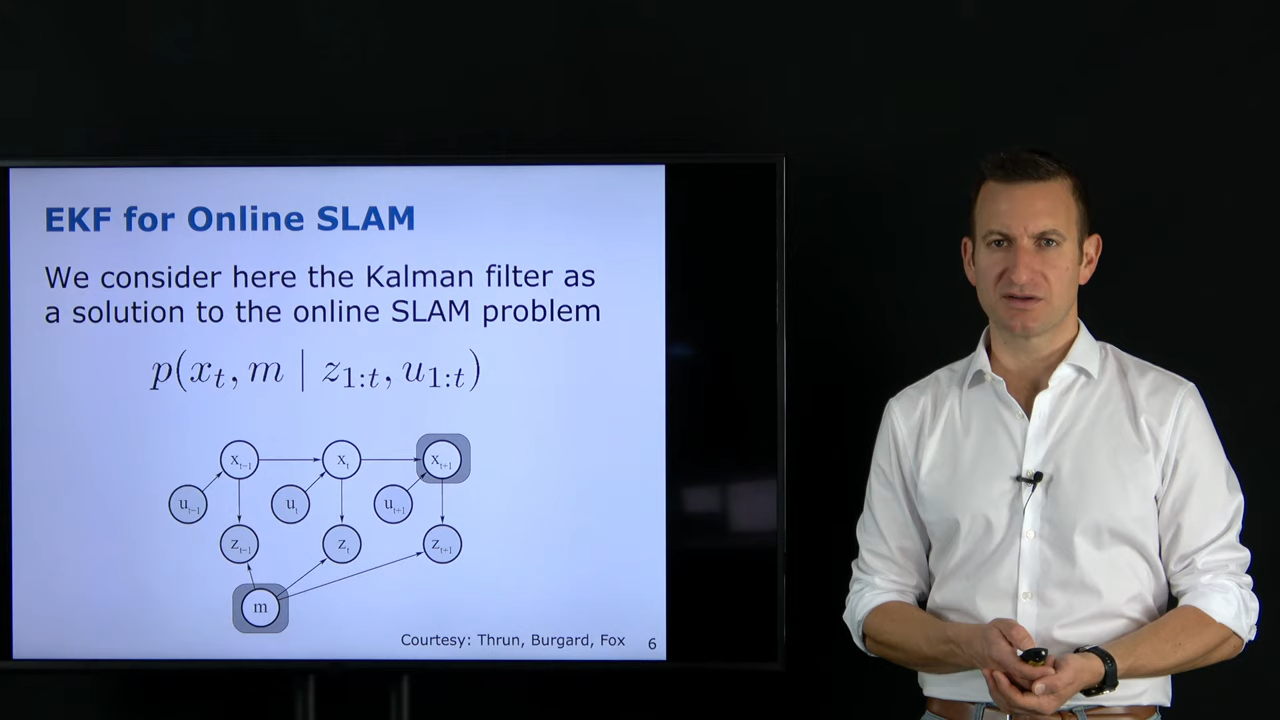 EKF for Online SLAM
We consider here the Kalman filter as
a solution to the online SLAM problem
p(x_t, m | z_{1:t}, u_{1:t})
x_{t-1} x_t x_{t+1}
u_{t-1} u_t u_{t+1}
z_{t-1} z_t z_{t+1}
m
Courtesy: Thrun, Burgard, Fox 6